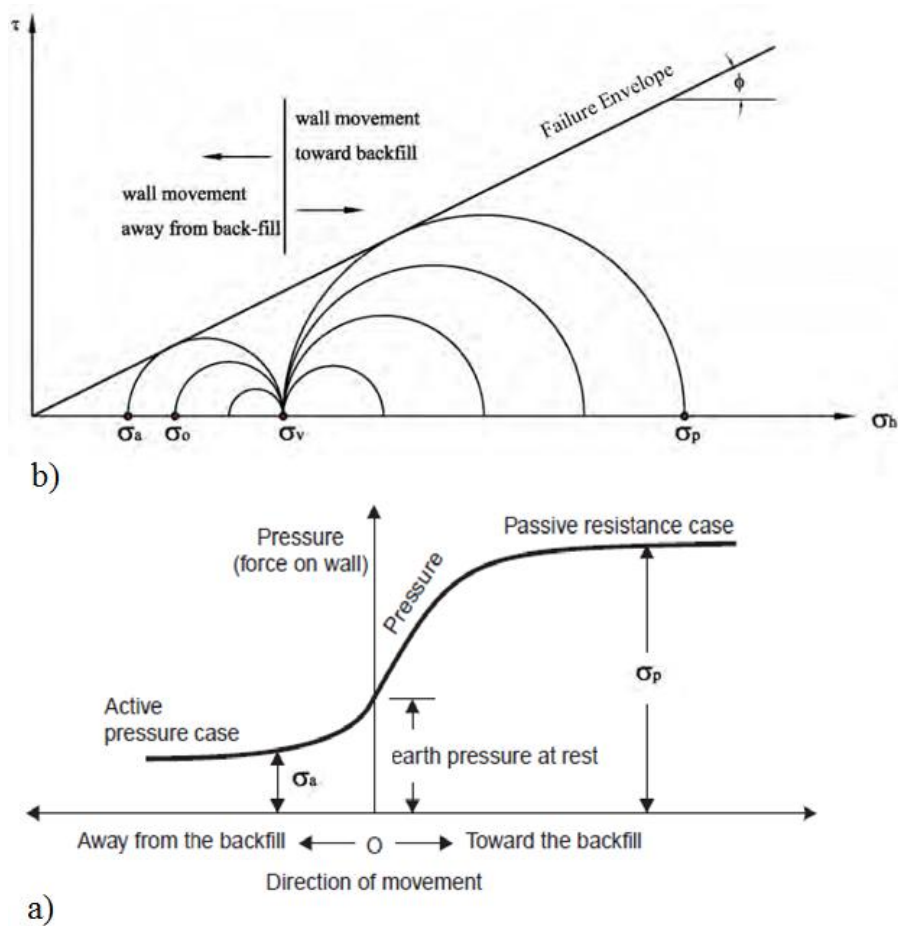 τ
wall movement
toward backfill
wall movement
away from back-fill
Failure Envelope
ϕ
σa
σo
σv
σp
σh
b)
Pressure
(force on wall)
Passive resistance case
Pressure
σp
Active
pressure case
earth pressure at rest
σa
Away from the backfill
O
Toward the backfill
Direction of movement
a)